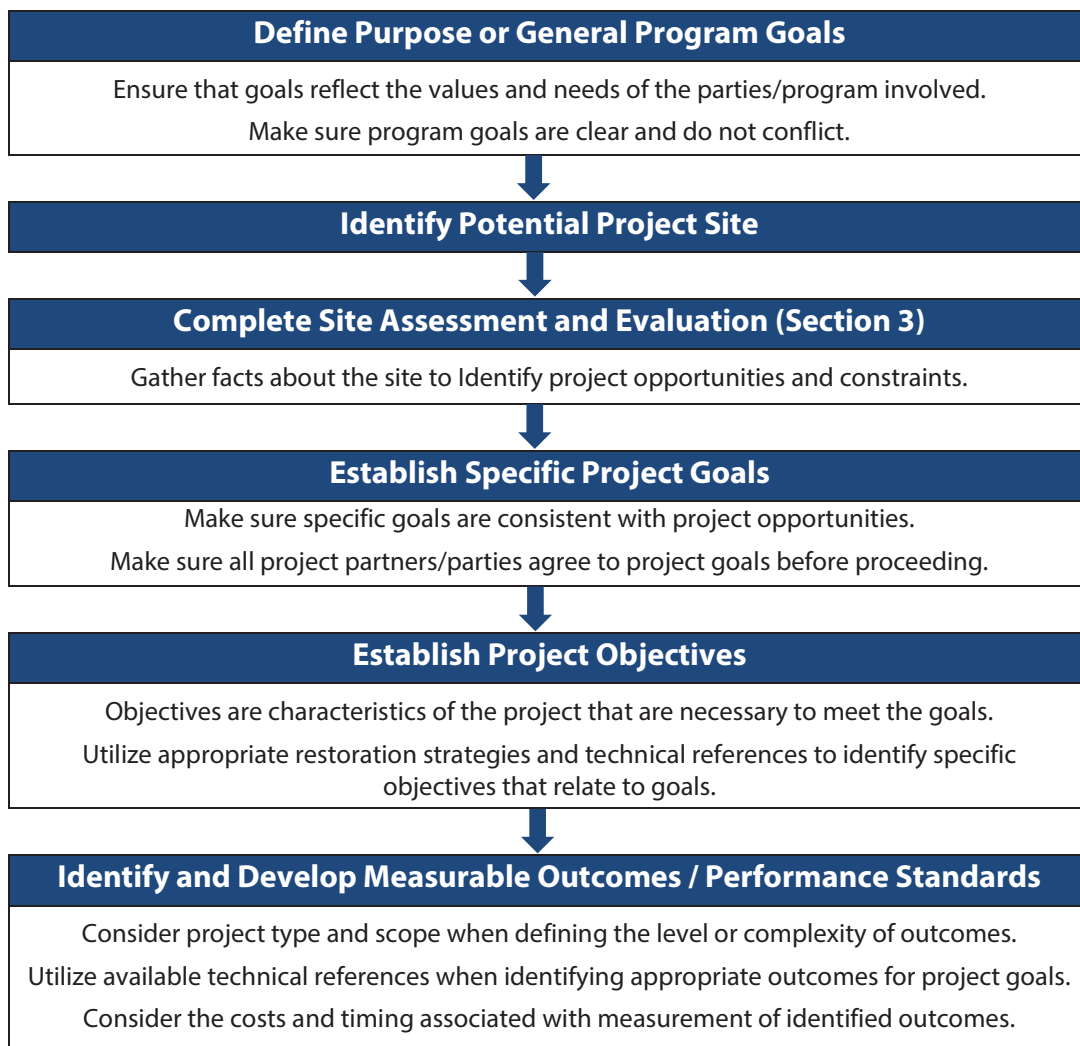 Define Purpose or General Program Goals
Ensure that goals reflect the values and needs of the parties/program involved.
Make sure program goals are clear and do not conflict.
Identify Potential Project Site
Complete Site Assessment and Evaluation (Section 3)
Gather facts about the site to Identify project opportunities and constraints.
Establish Specific Project Goals
Make sure specific goals are consistent with project opportunities.
Make sure all project partners/parties agree to project goals before proceeding.
Establish Project Objectives
Objectives are characteristics of the project that are necessary to meet the goals.
Utilize appropriate restoration strategies and technical references to identify specific
objectives that relate to goals.
Identify and Develop Measurable Outcomes / Performance Standards
Consider project type and scope when defining the level or complexity of outcomes.
Utilize available technical references when identifying appropriate outcomes for project goals.
Consider the costs and timing associated with measurement of identified outcomes.